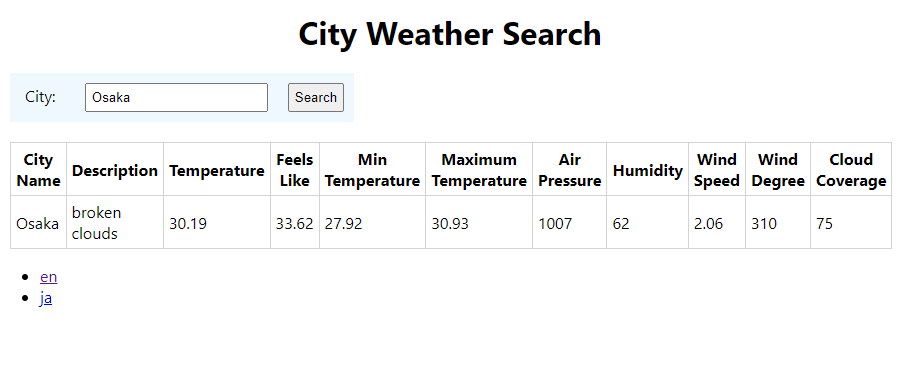 City Weather Search
City: Osaka Search
City Name Description Temperature Feels Like Min Temperature Maximum Temperature Air Pressure Humidity Wind Speed Wind Degree Cloud Coverage
Osaka broken clouds 30.19 33.62 27.92 30.93 1007 62 2.06 310 75
en
ja